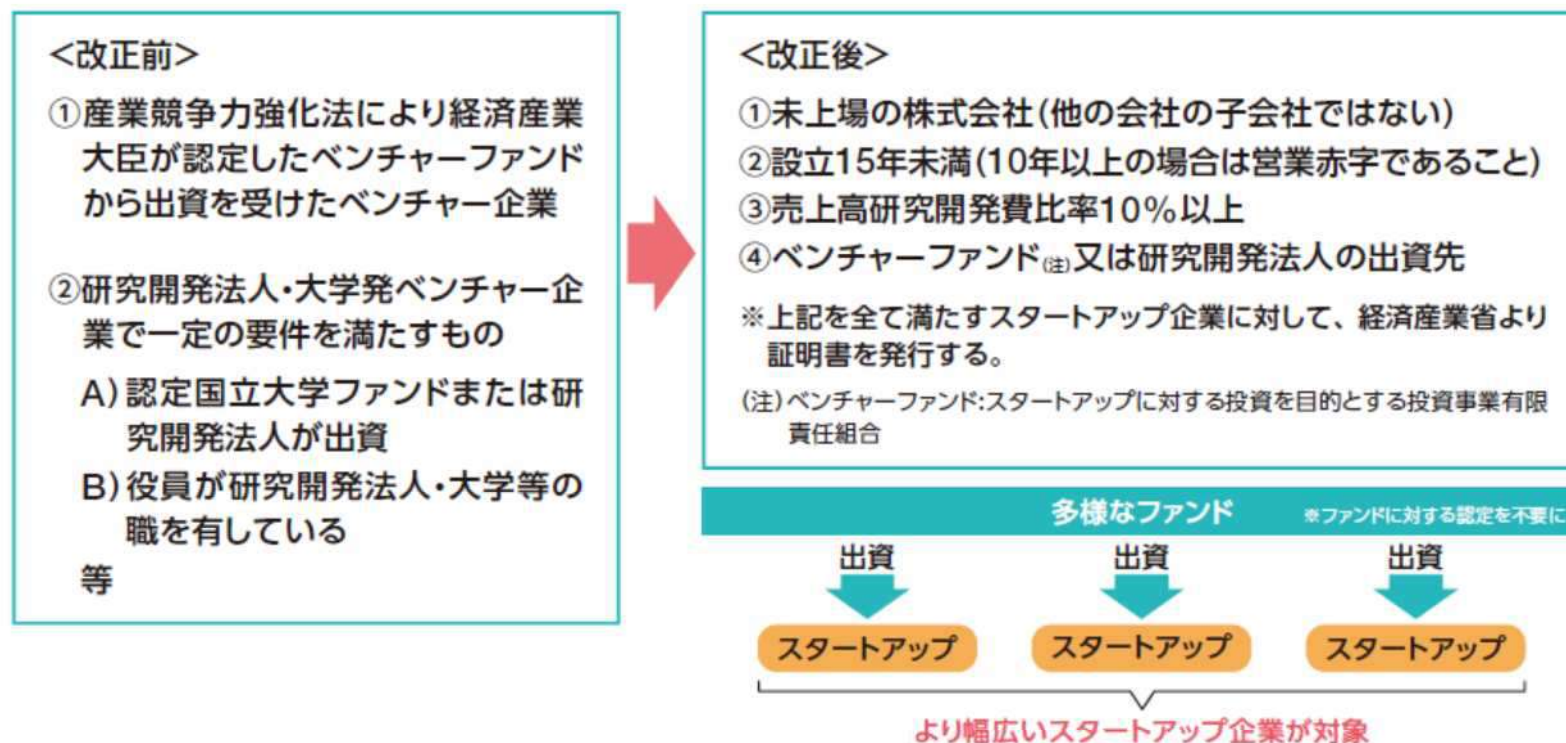 <改正前>
①産業競争力強化法により経済産業
大臣が認定したベンチャーファンド
から出資を受けたベンチャー企業
②研究開発法人・大学発ベンチャー企
業で一定の要件を満たすもの
A)認定国立大学ファンドまたは研
究開発法人が出資
B)役員が研究開発法人・大学等の
職を有している
等
<改正後>
①未上場の株式会社(他の会社の子会社ではない)
②設立15年未満(10年以上の場合は営業赤字であること)
③売上高研究開発費比率10%以上
④ベンチャーファンド(注)又は研究開発法人の出資先
※上記を全て満たすスタートアップ企業に対して、経済産業省より
証明書を発行する。
(注)ベンチャーファンド:スタートアップに対する投資を目的とする投資事業有限
責任組合
多様なファンド ※ファンドに対する認定を不要に
出資 出資 出資
スタートアップ スタートアップ スタートアップ
より幅広いスタートアップ企業が対象